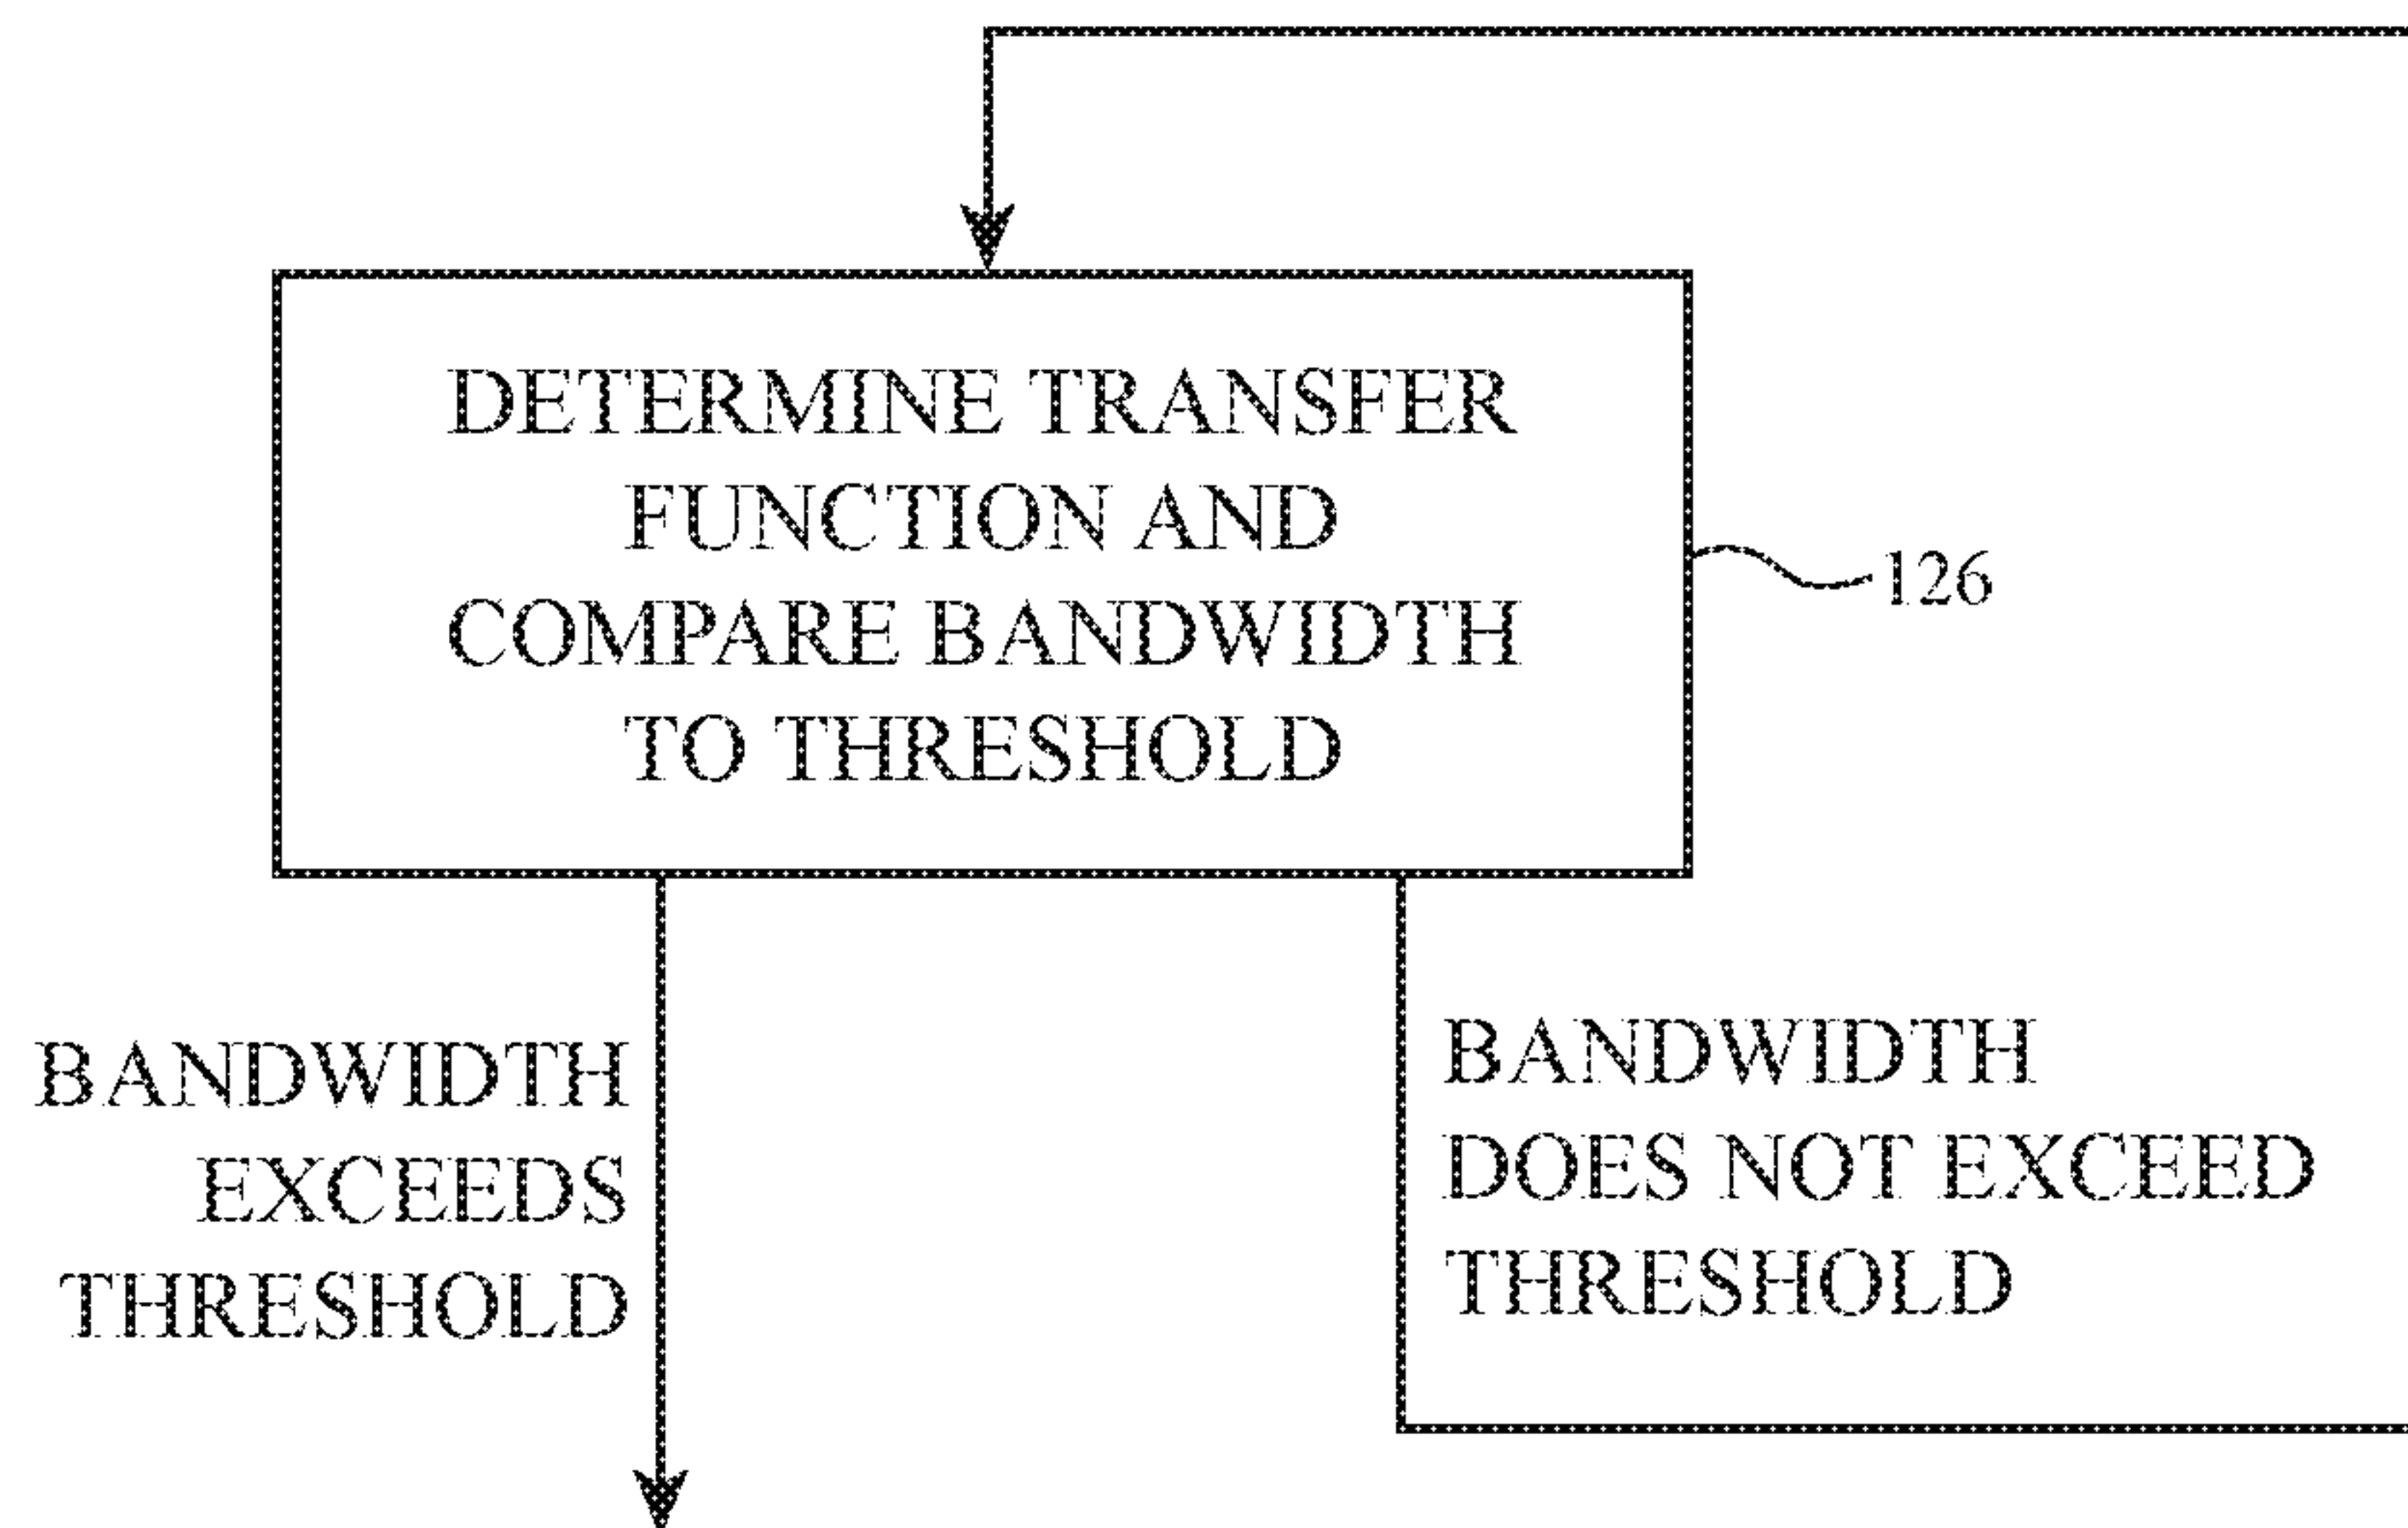 DETERMINE TRANSFER
FUNCTION AND
COMPARE BANDWIDTH
TO THRESHOLD
126
BANDWIDTH
EXCEEDS
THRESHOLD
BANDWIDTH
DOES NOT EXCEED
THRESHOLD